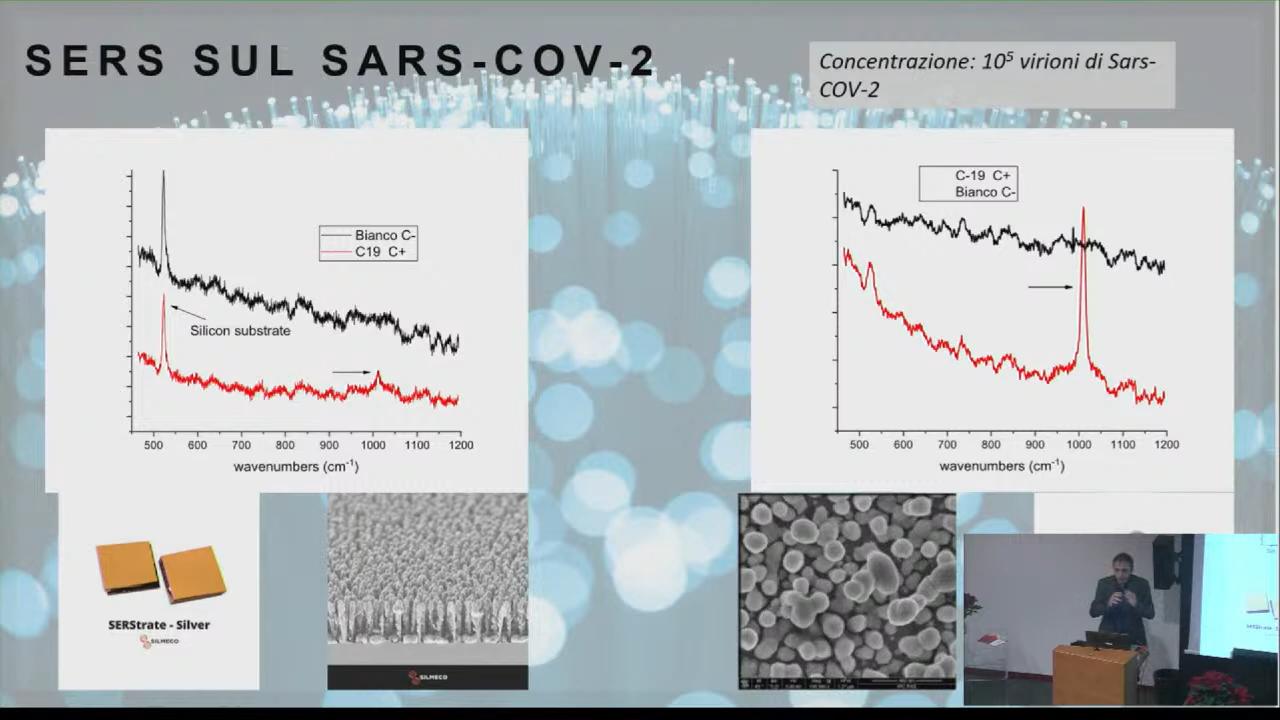 SERS SUL SARS-COV-2
Concentrazione: 10⁵ virioni di Sars-
COV-2
Bianco C-
C19 C+
Silicon substrate
500 600 700 800 900 1000 1100 1200
wavenumbers (cm⁻¹)
C-19 C+
Bianco C-
500 600 700 800 900 1000 1100 1200
wavenumbers (cm⁻¹)
SERStrate - Silver
SILMECO
SILMECO